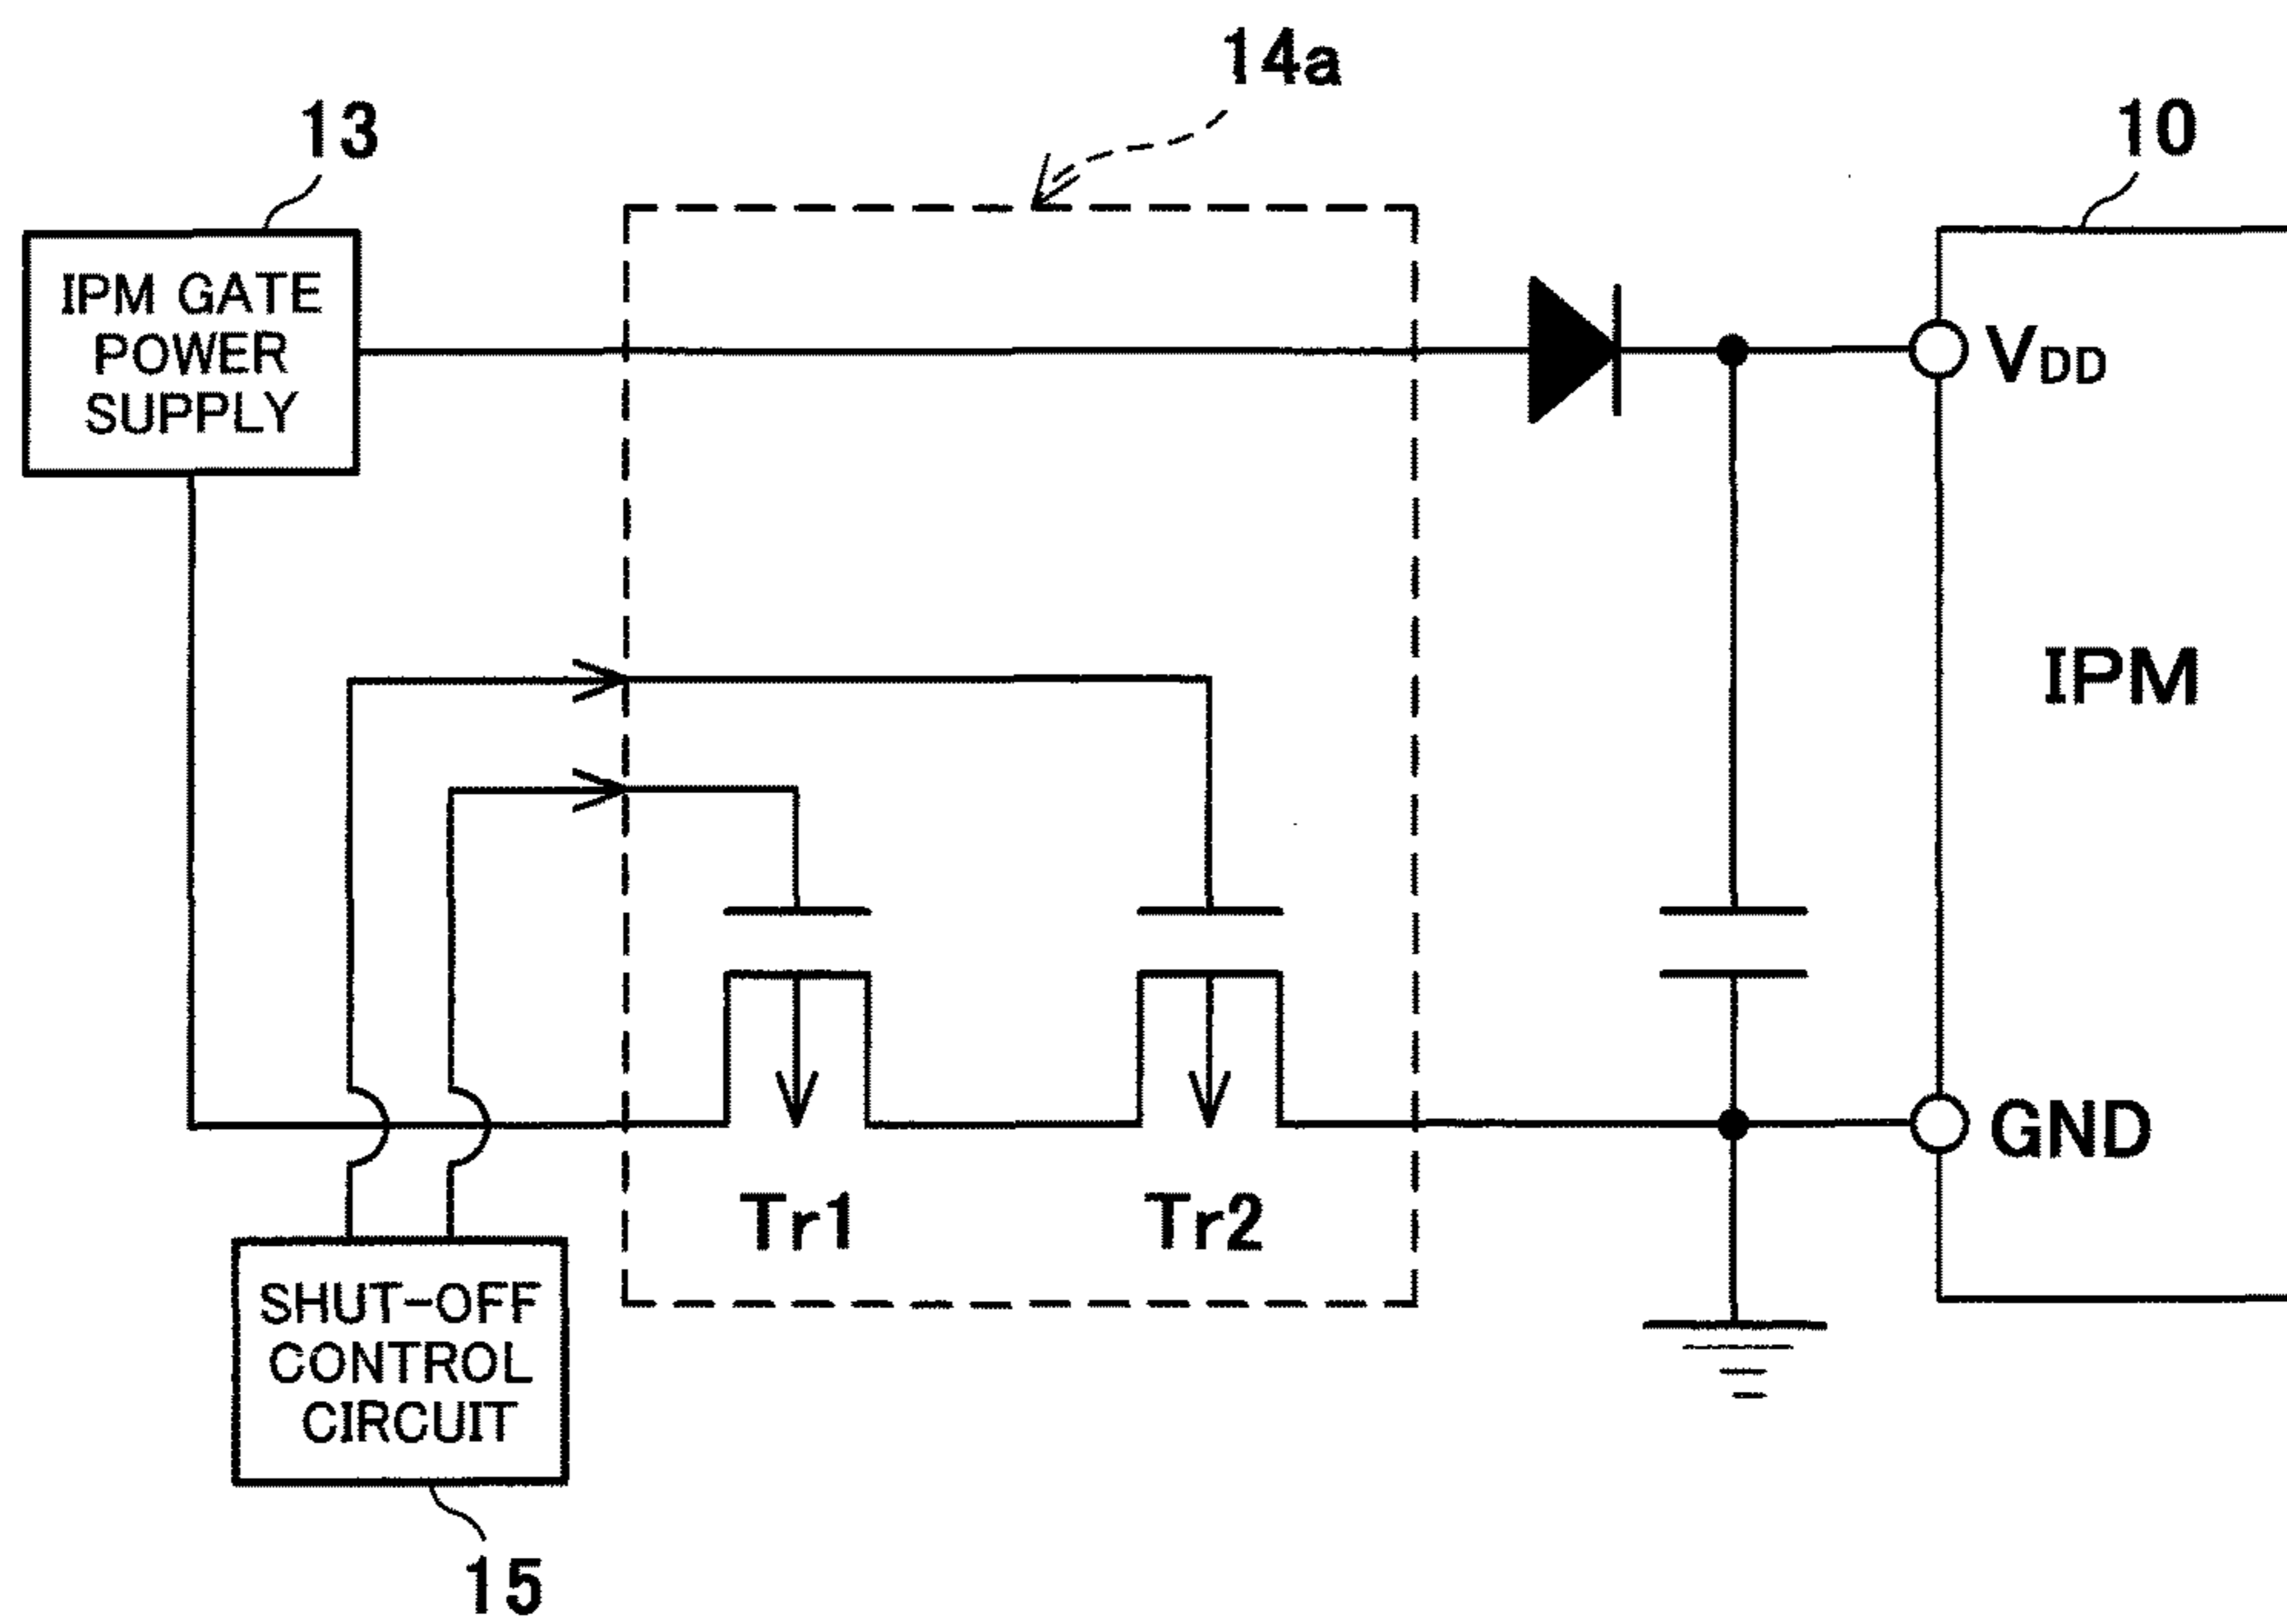 14a
13
10
IPM GATE
POWER
SUPPLY
VDD
IPM
GND
Tr1
Tr2
SHUT-OFF
CONTROL
CIRCUIT
15